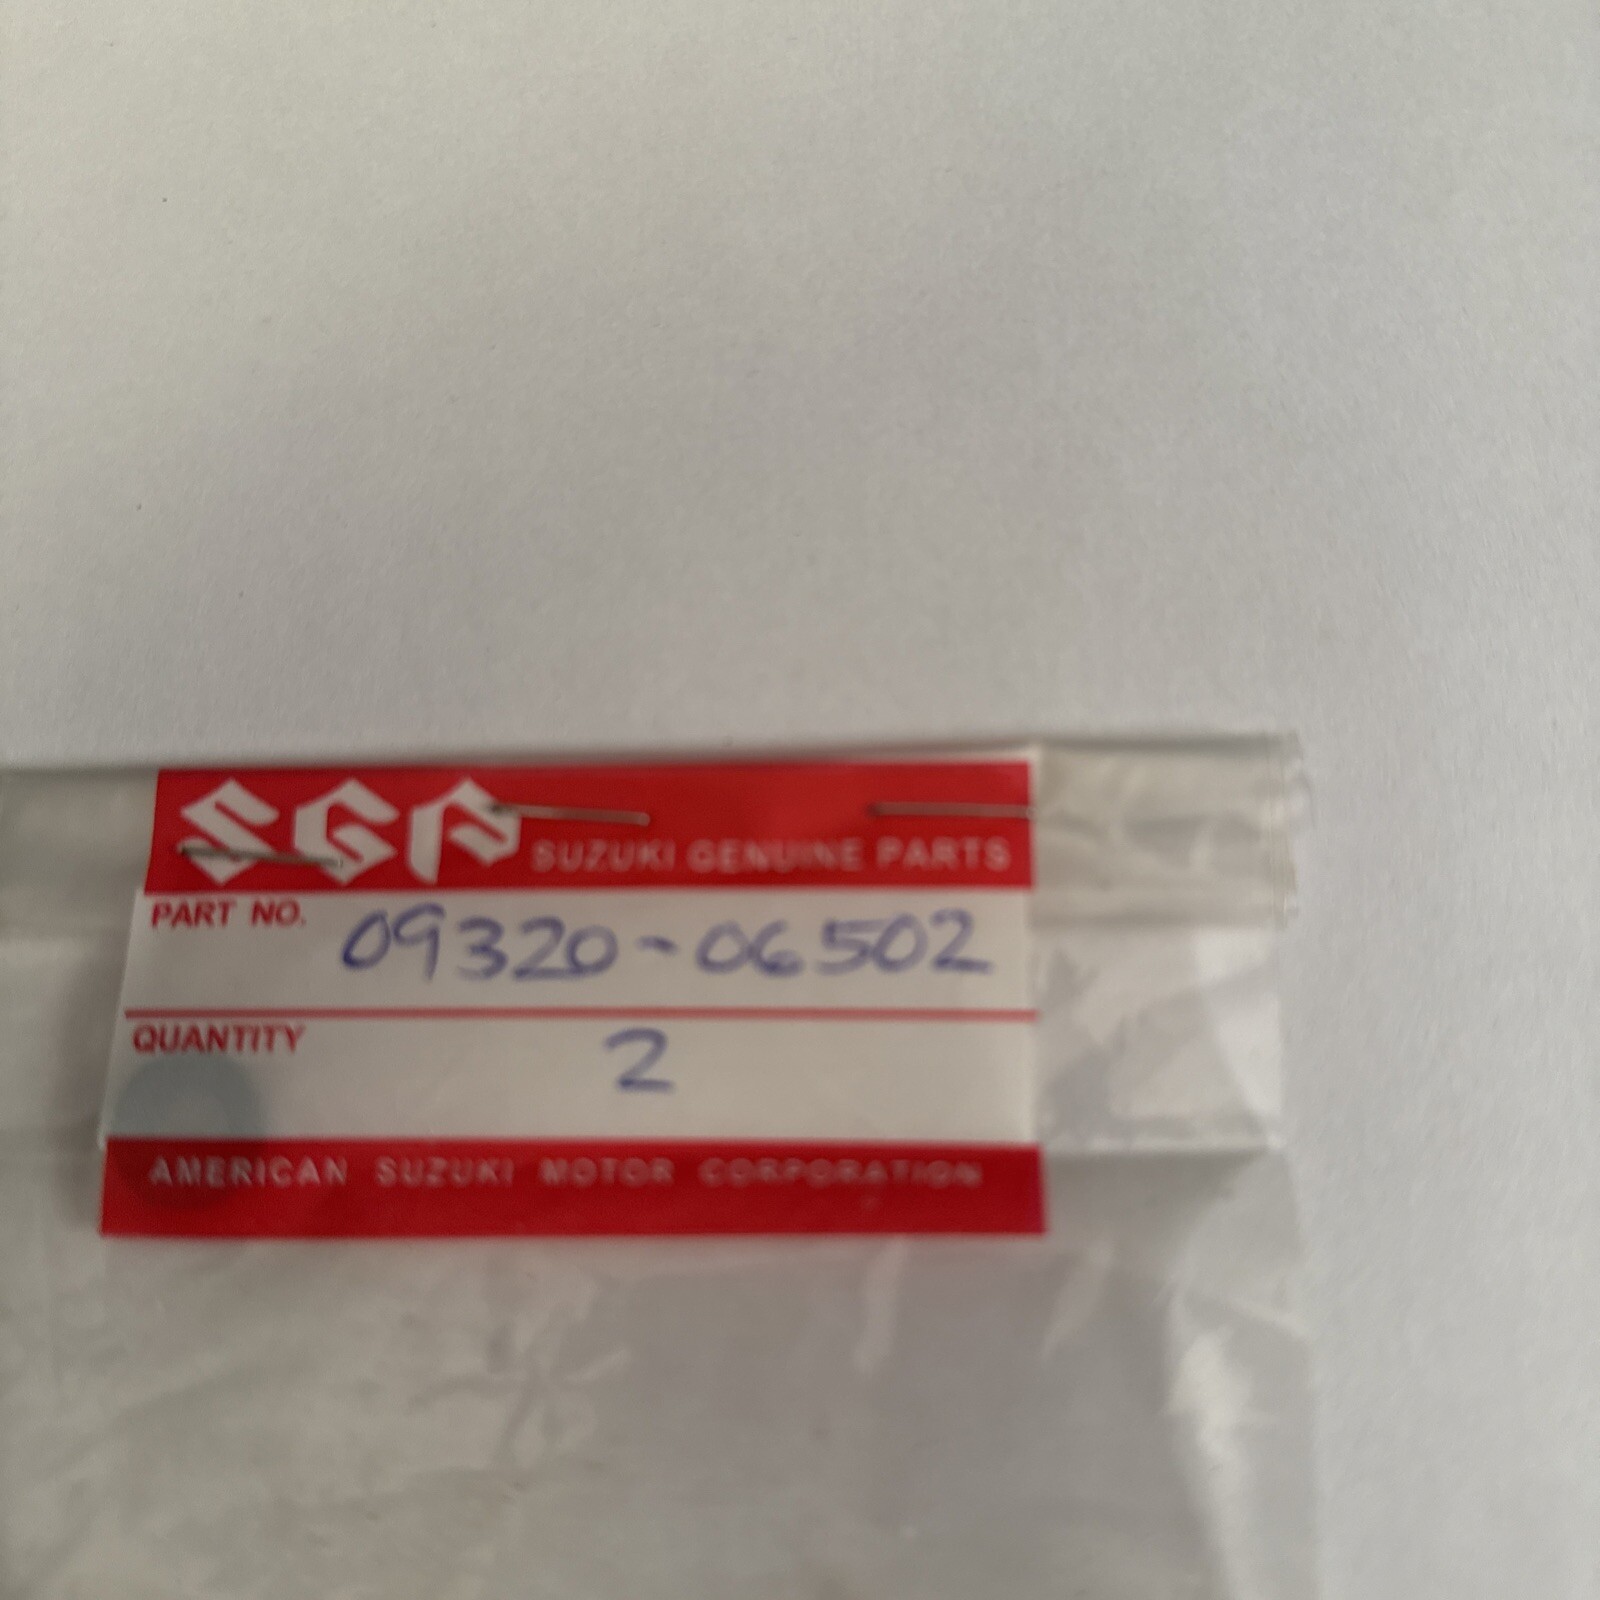 SGP SUZUKI GENUINE PARTS
PART NO. 09320-06502
QUANTITY 2
AMERICAN SUZUKI MOTOR CORPORATION